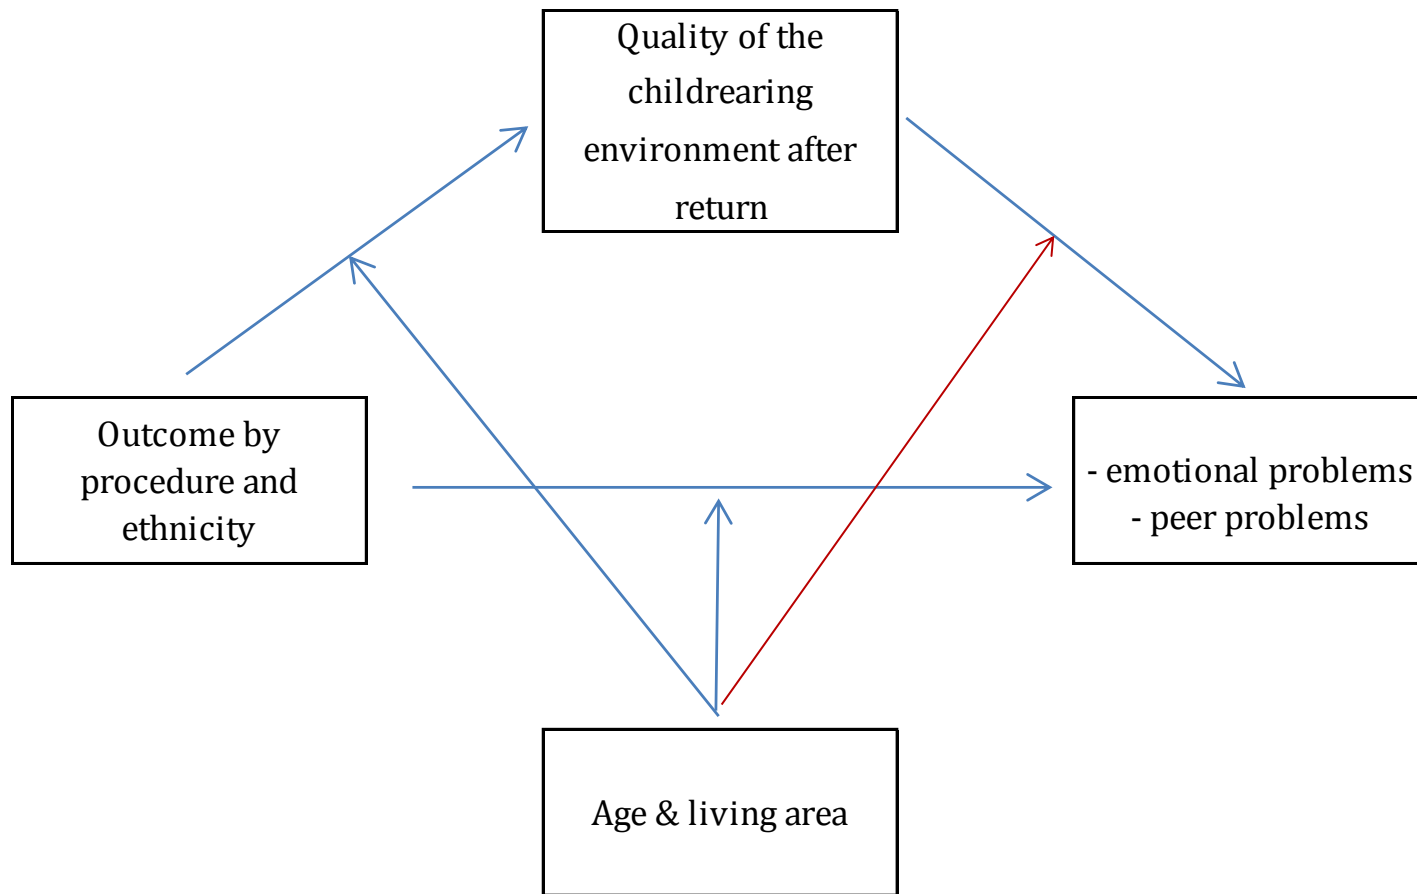 Quality of the
childrearing
environment after
return
Outcome by
procedure and
ethnicity
- emotional problems
- peer problems
Age & living area